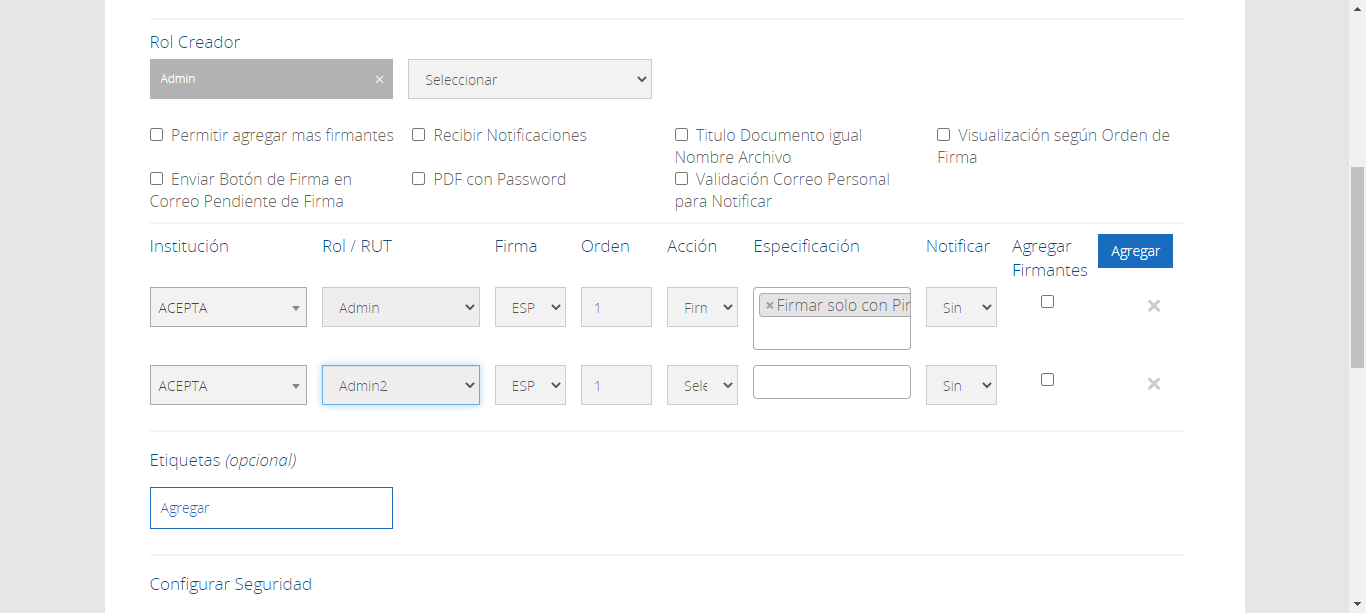 Rol Creador
Admin ×
Seleccionar
Permitir agregar mas firmantes
Recibir Notificaciones
Titulo Documento igual
Nombre Archivo
Visualización según Orden de
Firma
Enviar Botón de Firma en
Correo Pendiente de Firma
PDF con Password
Validación Correo Personal
para Notificar
Institución Rol / RUT Firma Orden Acción Especificación Notificar Agregar
Firmantes
Agregar
ACEPTA Admin ESP 1 Firm ×Firmar solo con Pin Sin ×
ACEPTA Admin2 ESP 1 Sele Sin ×
Etiquetas (opcional)
Agregar
Configurar Seguridad